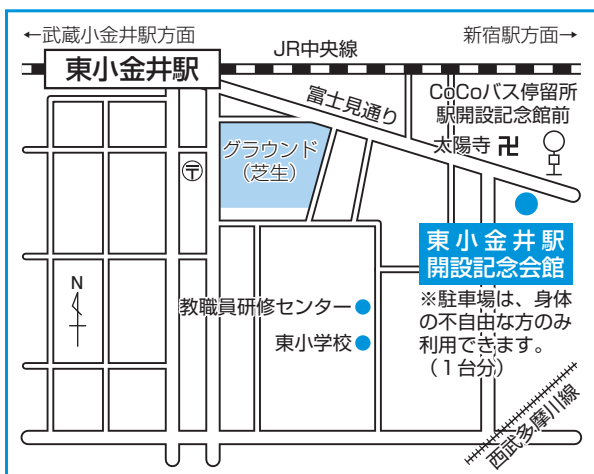 ←武蔵小金井駅方面
新宿駅方面→
JR中央線
東小金井駅
富士見通り
CoCoバス停留所
駅開設記念館前
太陽寺 卍
グラウンド
(芝生)
〒
東小金井駅
開設記念会館
※駐車場は、身体
の不自由な方のみ
利用できます。
(1台分)
N
教職員研修センター
東小学校
西武多摩川線